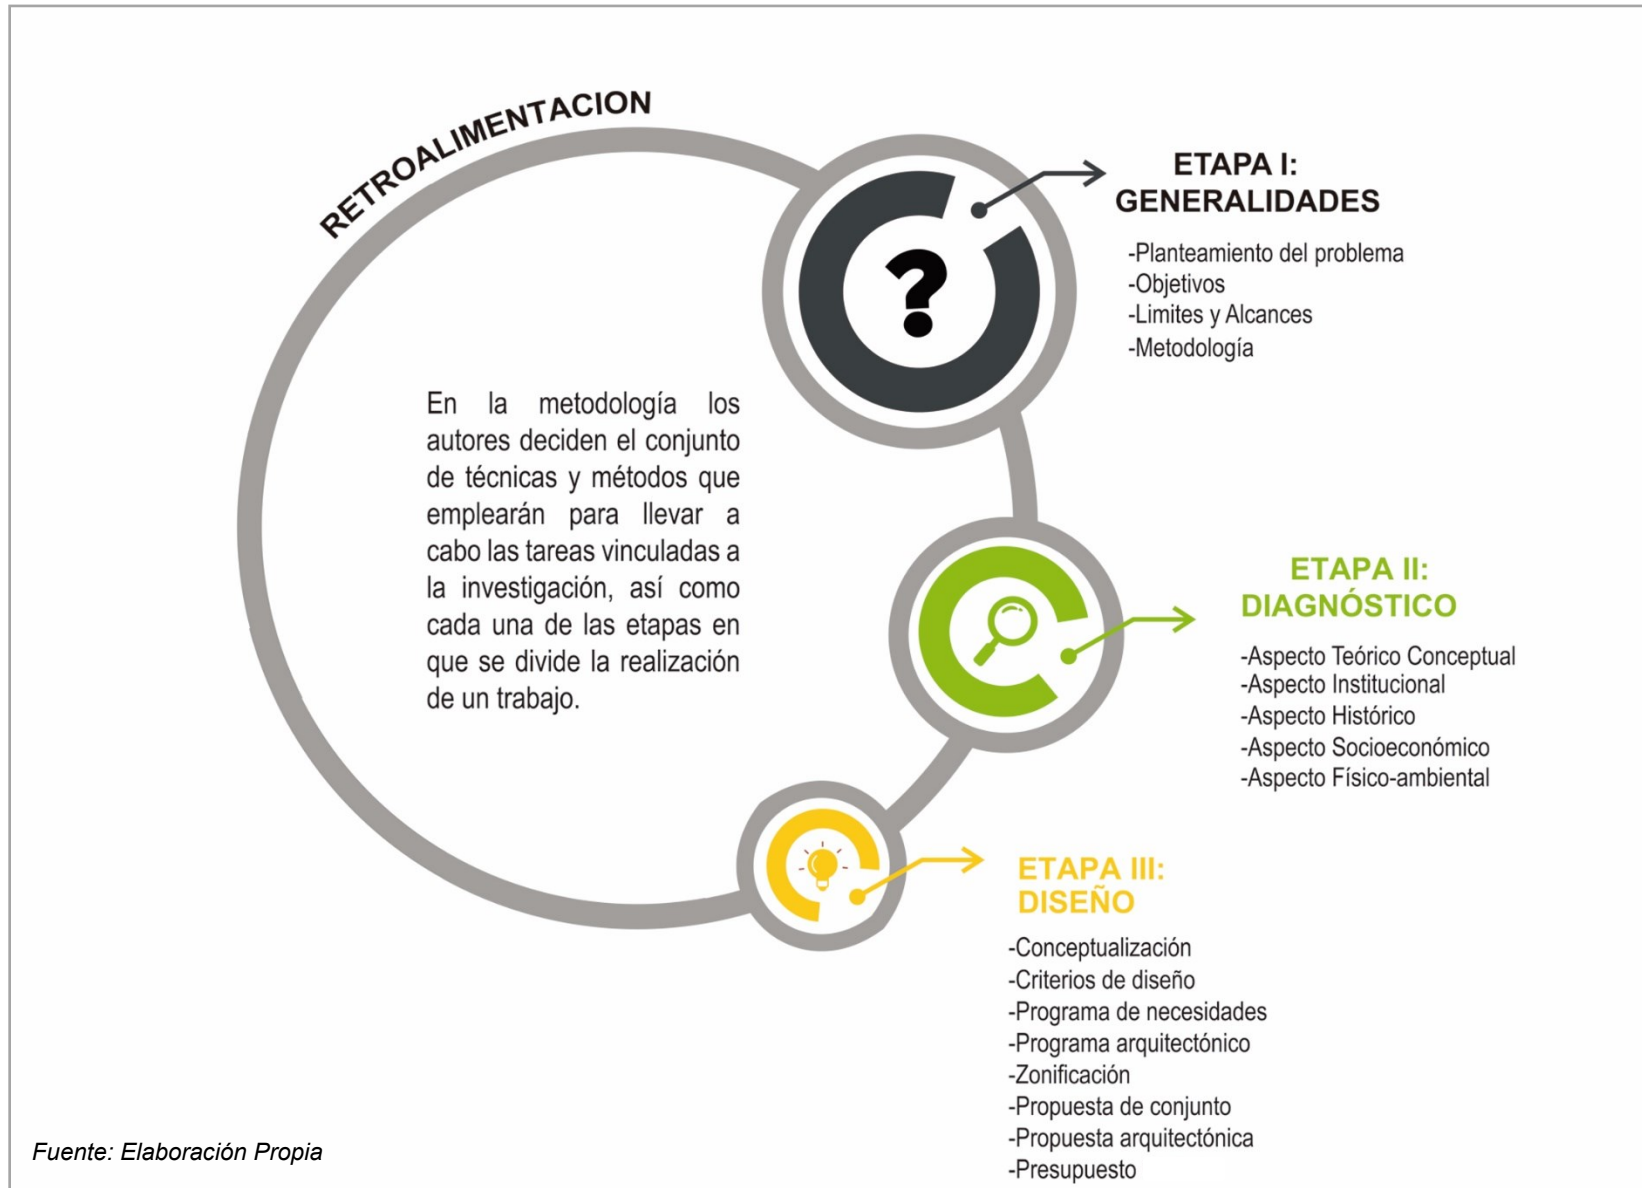 RETROALIMENTACION
ETAPA I:
GENERALIDADES
-Planteamiento del problema
-Objetivos
-Limites y Alcances
-Metodología
En la metodología los
autores deciden el conjunto
de técnicas y métodos que
emplearán para llevar a
cabo las tareas vinculadas a
la investigación, así como
cada una de las etapas en
que se divide la realización
de un trabajo.
?
ETAPA II:
DIAGNÓSTICO
-Aspecto Teórico Conceptual
-Aspecto Institucional
-Aspecto Histórico
-Aspecto Socioeconómico
-Aspecto Físico-ambiental
ETAPA III:
DISEÑO
-Conceptualización
-Criterios de diseño
-Programa de necesidades
-Programa arquitectónico
-Zonificación
-Propuesta de conjunto
-Propuesta arquitectónica
-Presupuesto
Fuente: Elaboración Propia